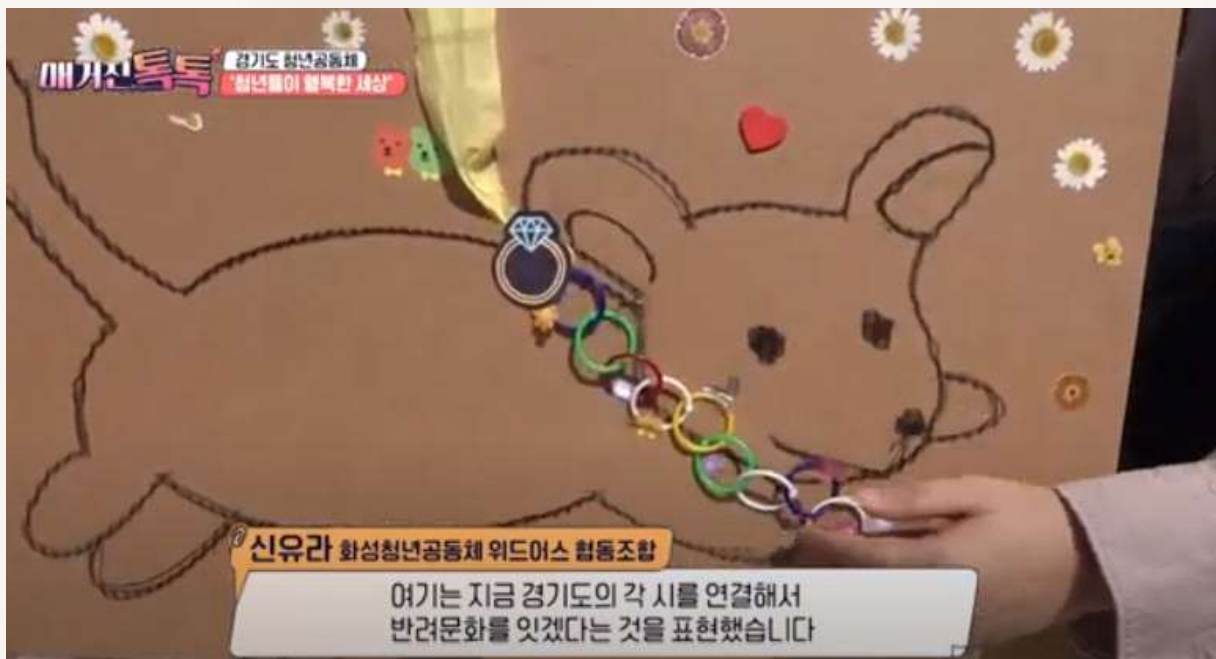 매거진톡톡
경기도 청년공동체
'청년들이 행복한 세상'
신유라 화성청년공동체 위드어스 협동조합
여기는 지금 경기도의 각 시를 연결해서
반려문화를 잇겠다는 것을 표현했습니다